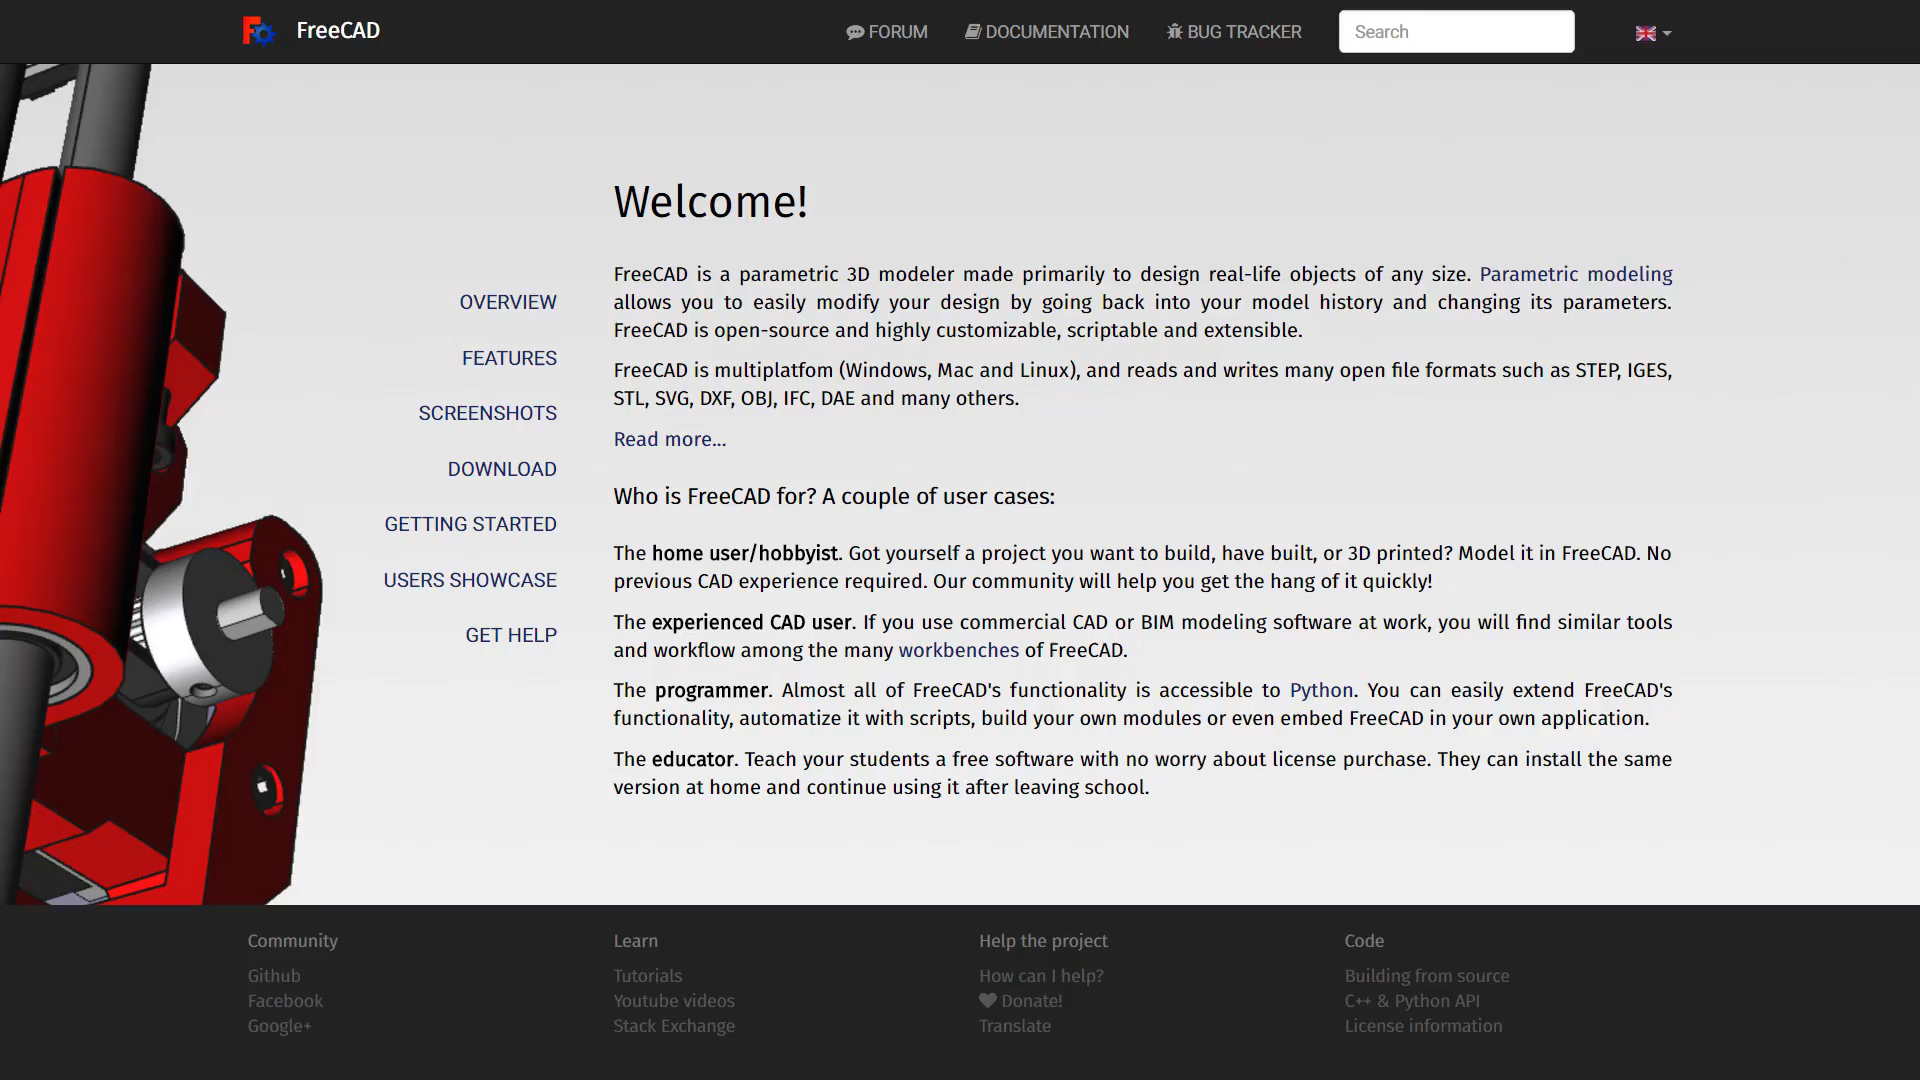 FreeCAD
FORUM
DOCUMENTATION
BUG TRACKER
Search
Welcome!
FreeCAD is a parametric 3D modeler made primarily to design real-life objects of any size. Parametric modeling
allows you to easily modify your design by going back into your model history and changing its parameters.
FreeCAD is open-source and highly customizable, scriptable and extensible.
FreeCAD is multiplatfom (Windows, Mac and Linux), and reads and writes many open file formats such as STEP, IGES,
STL, SVG, DXF, OBJ, IFC, DAE and many others.
Read more...
OVERVIEW
FEATURES
SCREENSHOTS
DOWNLOAD
GETTING STARTED
USERS SHOWCASE
GET HELP
Who is FreeCAD for? A couple of user cases:
The home user/hobbyist. Got yourself a project you want to build, have built, or 3D printed? Model it in FreeCAD. No
previous CAD experience required. Our community will help you get the hang of it quickly!
The experienced CAD user. If you use commercial CAD or BIM modeling software at work, you will find similar tools
and workflow among the many workbenches of FreeCAD.
The programmer. Almost all of FreeCAD's functionality is accessible to Python. You can easily extend FreeCAD's
functionality, automatize it with scripts, build your own modules or even embed FreeCAD in your own application.
The educator. Teach your students a free software with no worry about license purchase. They can install the same
version at home and continue using it after leaving school.
Community
Github
Facebook
Google+
Learn
Tutorials
Youtube videos
Stack Exchange
Help the project
How can I help?
Donate!
Translate
Code
Building from source
C++ & Python API
License information